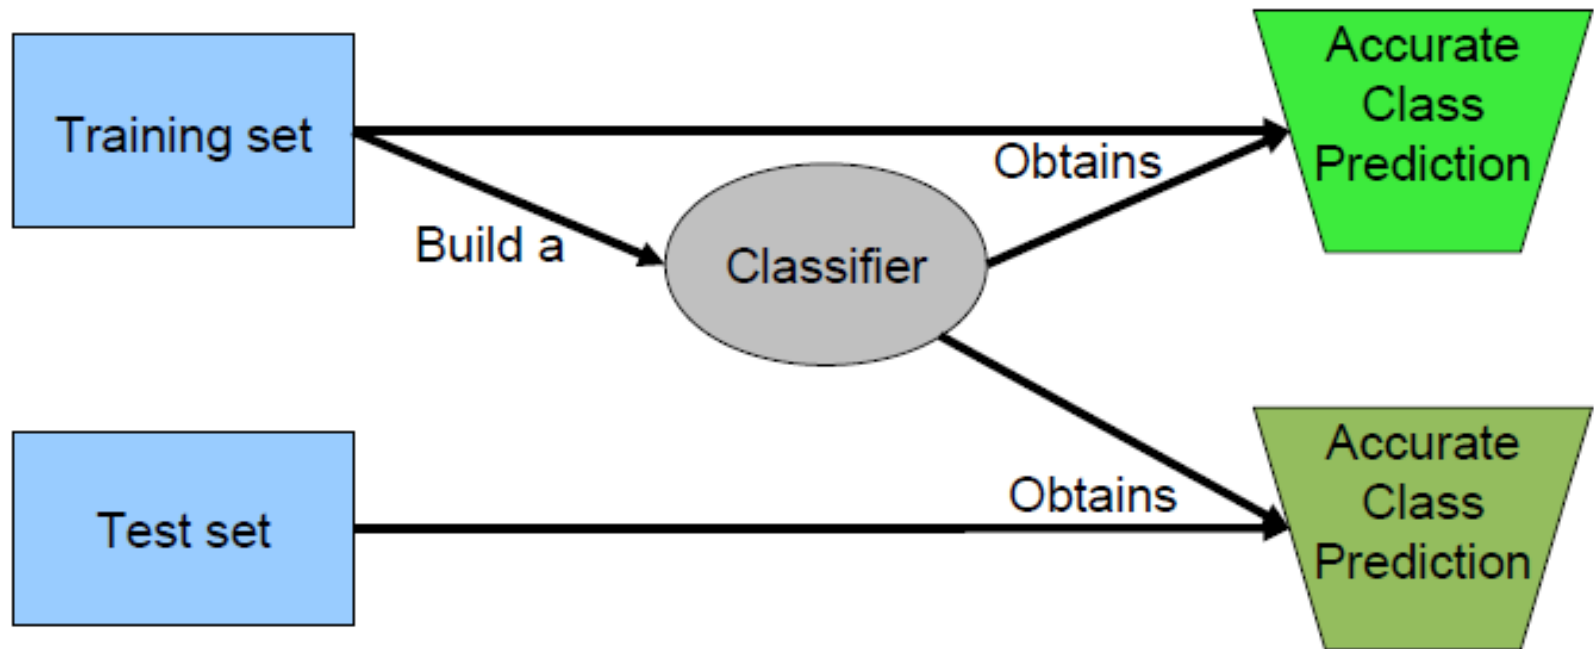 Training set
Build a
Classifier
Obtains
Accurate
Class
Prediction
Test set
Obtains
Accurate
Class
Prediction